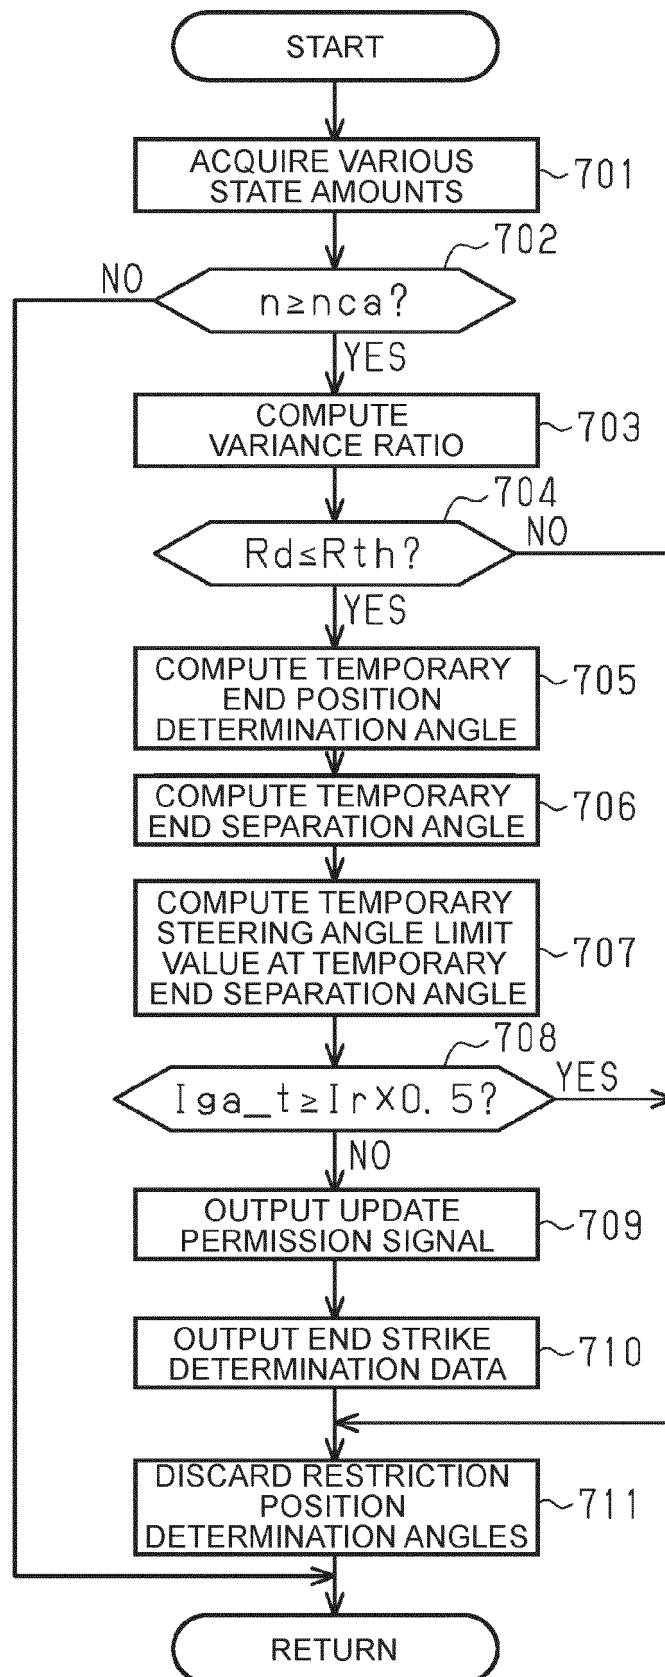 START
ACQUIRE VARIOUS
STATE AMOUNTS
701
702
NO
n≥nca?
YES
COMPUTE
VARIANCE RATIO
703
704
NO
Rd≤Rth?
YES
COMPUTE TEMPORARY
END POSITION
DETERMINATION ANGLE
705
COMPUTE TEMPORARY
END SEPARATION ANGLE
706
COMPUTE TEMPORARY
STEERING ANGLE LIMIT
VALUE AT TEMPORARY
END SEPARATION ANGLE
707
708
YES
Iga_t≥Ir×0.5?
NO
OUTPUT UPDATE
PERMISSION SIGNAL
709
OUTPUT END STRIKE
DETERMINATION DATA
710
DISCARD RESTRICTION
POSITION
DETERMINATION ANGLES
711
RETURN